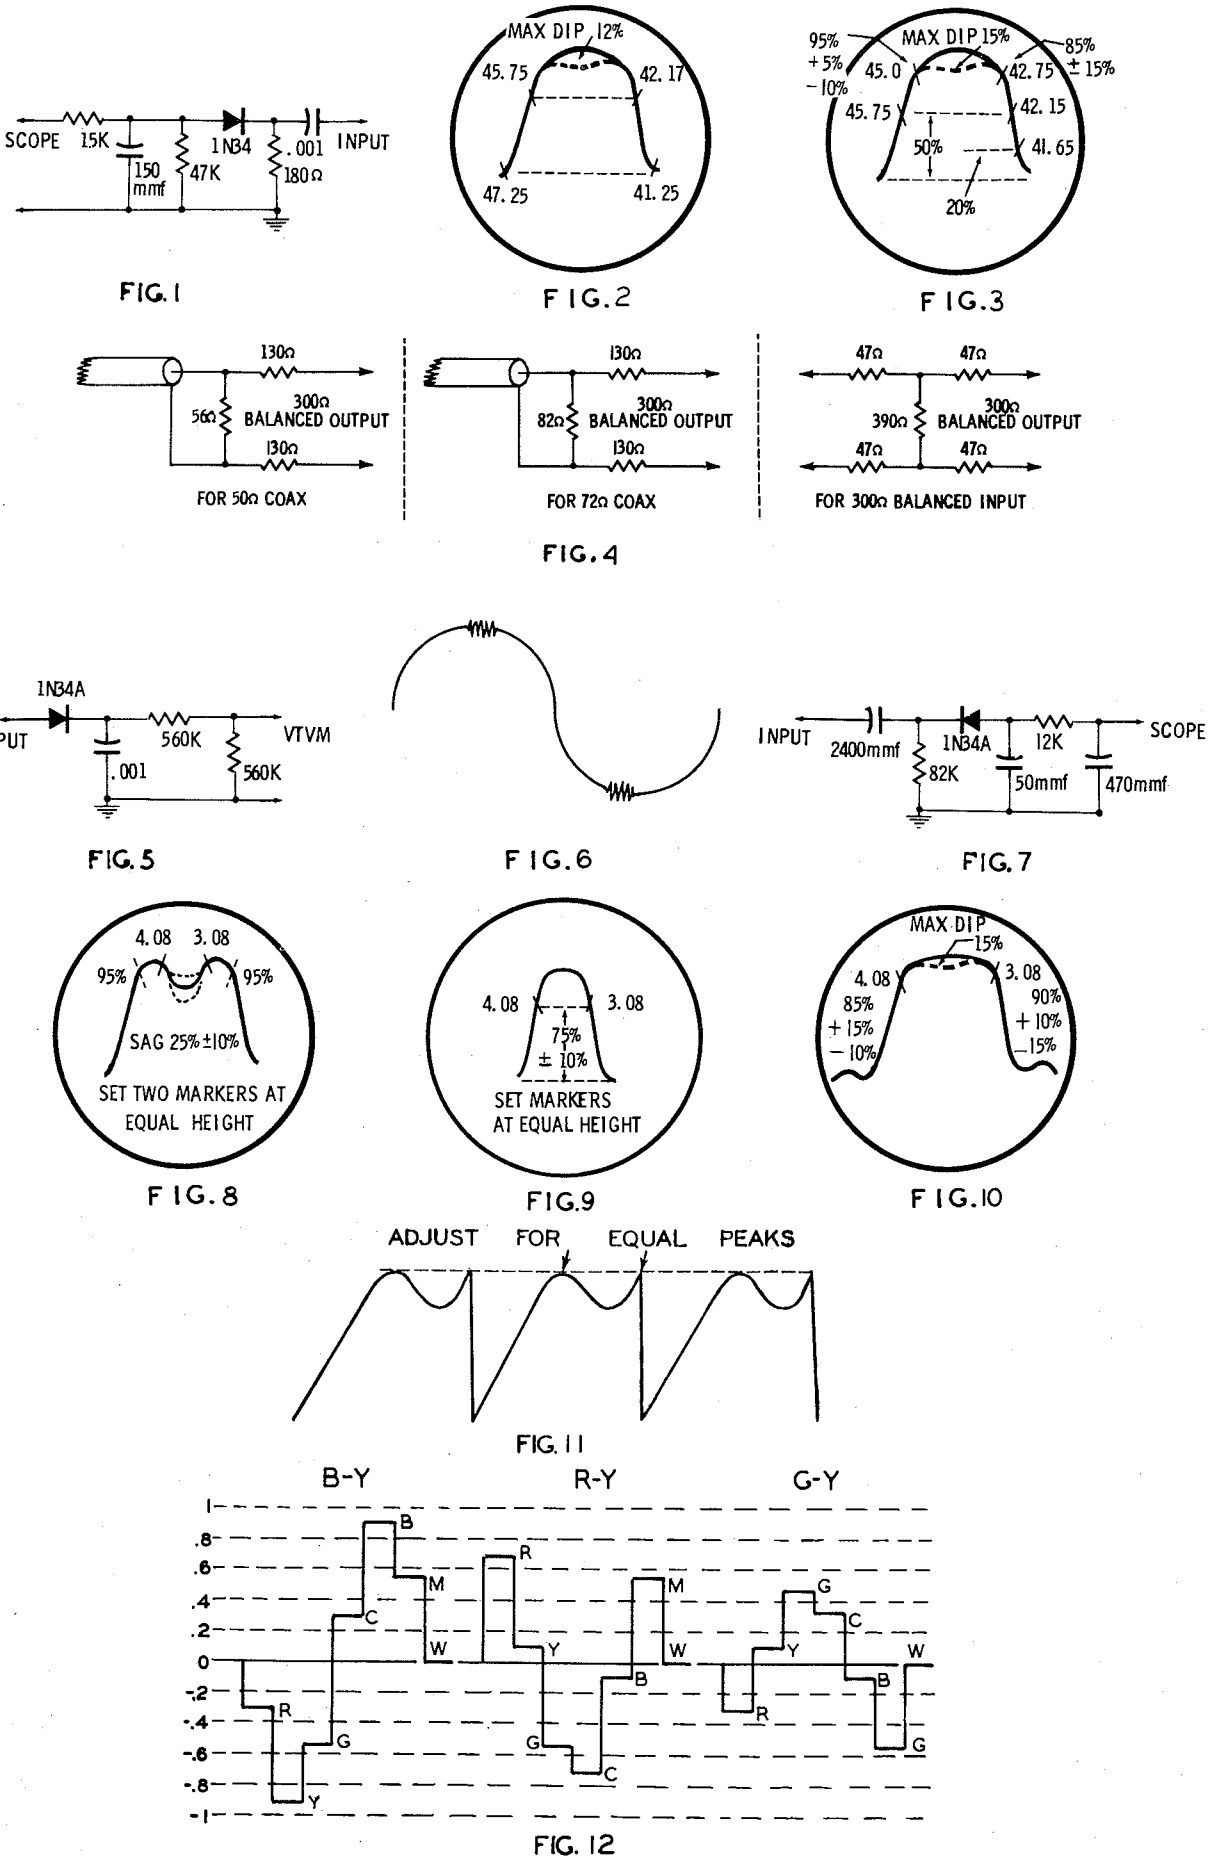 SCOPE
15K
150
mmf
47K
1N34
.001
180Ω
INPUT
FIG.1
MAX DIP 12%
45.75
42.17
47.25
41.25
FIG.2
95%
+5%
-10%
MAX DIP 15%
85%
± 15%
45.0
42.75
45.75
42.15
50%
41.65
20%
FIG.3
130Ω
56Ω
300Ω
BALANCED OUTPUT
130Ω
FOR 50Ω COAX
130Ω
82Ω
300Ω
BALANCED OUTPUT
130Ω
FOR 72Ω COAX
47Ω
47Ω
390Ω
300Ω
BALANCED OUTPUT
47Ω
47Ω
FOR 300Ω BALANCED INPUT
FIG.4
1N34A
PUT
560K
VTVM
.001
560K
FIG.5
FIG.6
INPUT
2400mmf
1N34A
12K
SCOPE
82K
50mmf
470mmf
FIG.7
4.08 3.08
95%
95%
SAG 25% ±10%
SET TWO MARKERS AT
EQUAL HEIGHT
FIG.8
4.08
3.08
75%
± 10%
SET MARKERS
AT EQUAL HEIGHT
FIG.9
MAX DIP
15%
4.08
3.08
85%
+15%
-10%
90%
+10%
-15%
FIG.10
ADJUST FOR EQUAL PEAKS
FIG.11
B-Y R-Y G-Y
1
.8
.6
.4
.2
0
-.2
-.4
-.6
-.8
-1
R
Y
G
C
B
M
W
R
Y
G
C
B
M
W
R
Y
G
C
B
G
W
FIG. 12